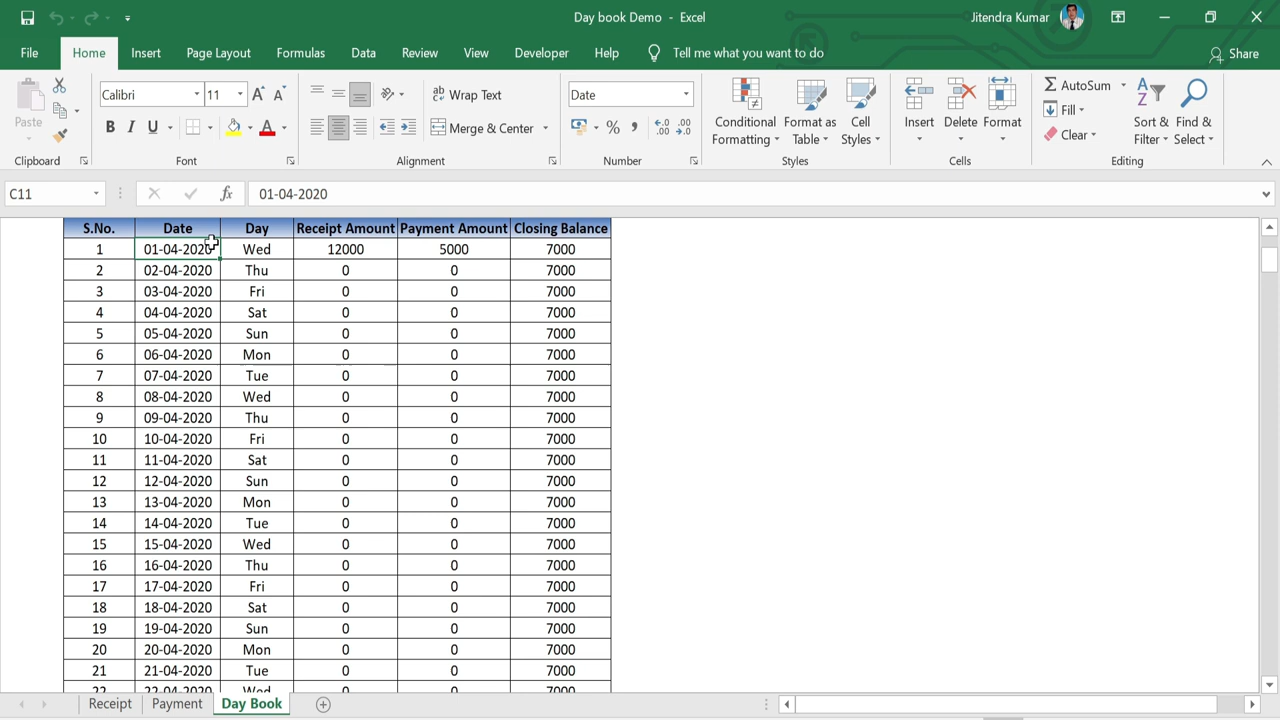 Day book Demo - Excel
Jitendra Kumar
File Home Insert Page Layout Formulas Data Review View Developer Help Tell me what you want to do Share
Paste
Calibri 11
B I U A
Wrap Text
Merge & Center
Date
Conditional Formatting
Format as Table
Cell Styles
Insert Delete Format
AutoSum
Fill
Clear
Sort & Filter
Find & Select
Clipboard Font Alignment Number Styles Cells Editing
C11 fx 01-04-2020
S.No. Date Day Receipt Amount Payment Amount Closing Balance
1 01-04-2020 Wed 12000 5000 7000
2 02-04-2020 Thu 0 0 7000
3 03-04-2020 Fri 0 0 7000
4 04-04-2020 Sat 0 0 7000
5 05-04-2020 Sun 0 0 7000
6 06-04-2020 Mon 0 0 7000
7 07-04-2020 Tue 0 0 7000
8 08-04-2020 Wed 0 0 7000
9 09-04-2020 Thu 0 0 7000
10 10-04-2020 Fri 0 0 7000
11 11-04-2020 Sat 0 0 7000
12 12-04-2020 Sun 0 0 7000
13 13-04-2020 Mon 0 0 7000
14 14-04-2020 Tue 0 0 7000
15 15-04-2020 Wed 0 0 7000
16 16-04-2020 Thu 0 0 7000
17 17-04-2020 Fri 0 0 7000
18 18-04-2020 Sat 0 0 7000
19 19-04-2020 Sun 0 0 7000
20 20-04-2020 Mon 0 0 7000
21 21-04-2020 Tue 0 0 7000
22 22-04-2020 Wed 0 0 7000
Receipt Payment Day Book